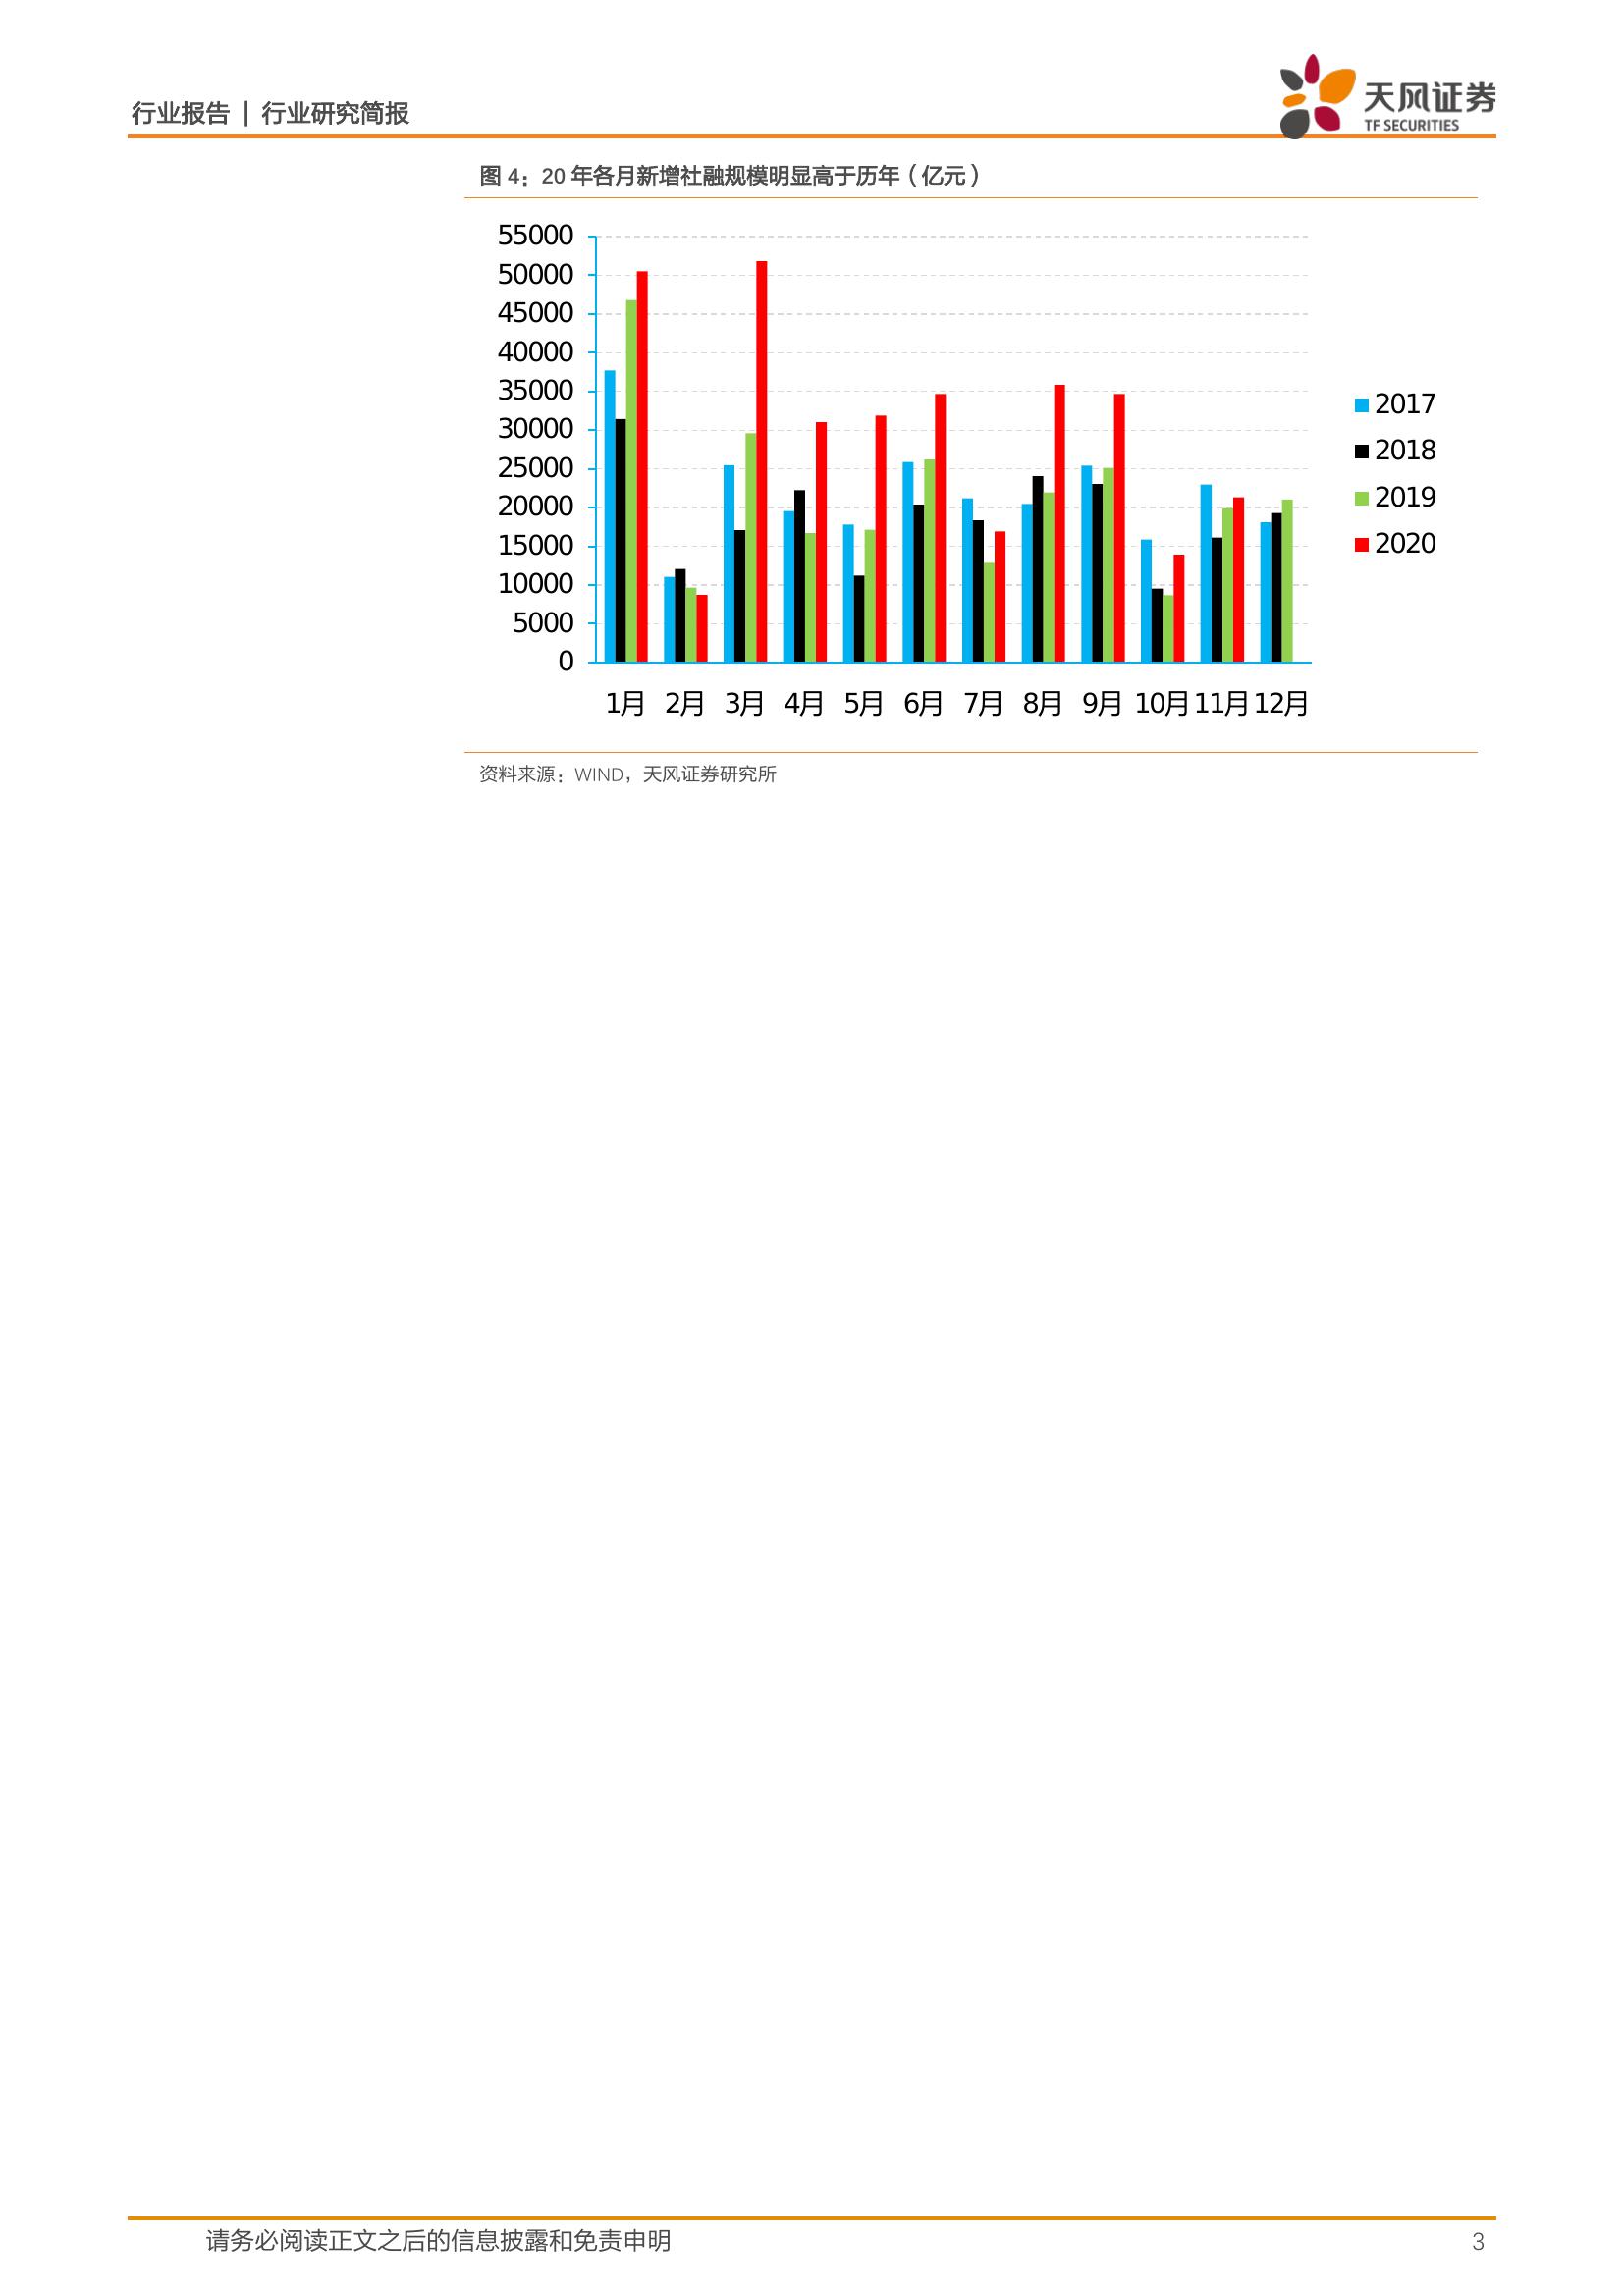 行业报告 | 行业研究简报
天风证券
TF SECURITIES
图 4：20 年各月新增社融规模明显高于历年（亿元）
55000
50000
45000
40000
35000
30000
25000
20000
15000
10000
5000
0
1月 2月 3月 4月 5月 6月 7月 8月 9月 10月 11月 12月
2017
2018
2019
2020
资料来源：WIND，天风证券研究所
请务必阅读正文之后的信息披露和免责申明 3